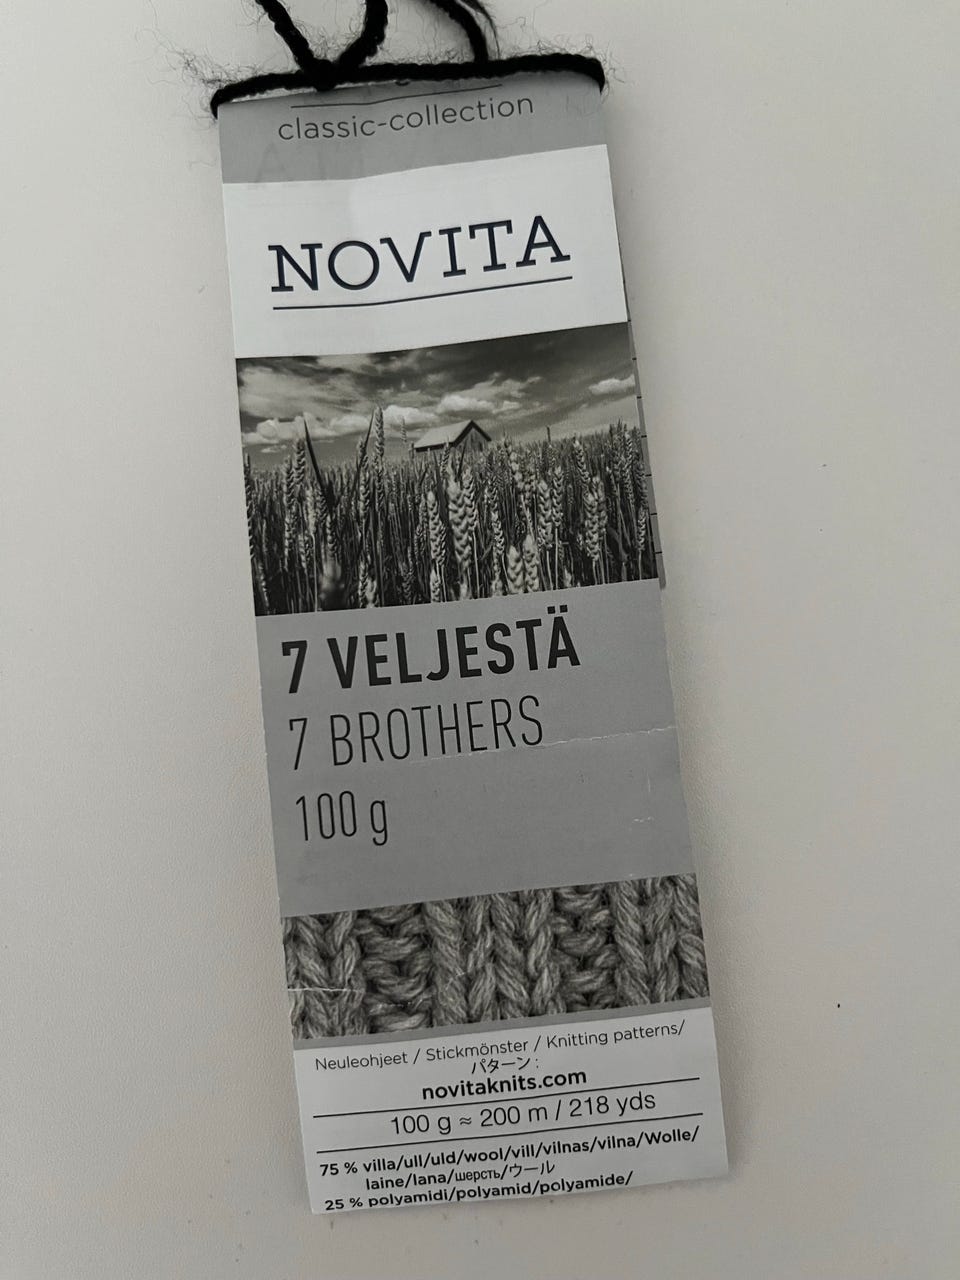 classic-collection
NOVITA
7 VELJESTÄ
7 BROTHERS
100 g
Neuleohjeet / Stickmönster / Knitting patterns/
パターン:
novitaknits.com
100 g ≈ 200 m / 218 yds
75 % villa/ull/uld/wool/vill/vilnas/vilna/Wolle/
laine/lana/шерсть/ウール
25 % polyamidi/polyamid/polyamide/